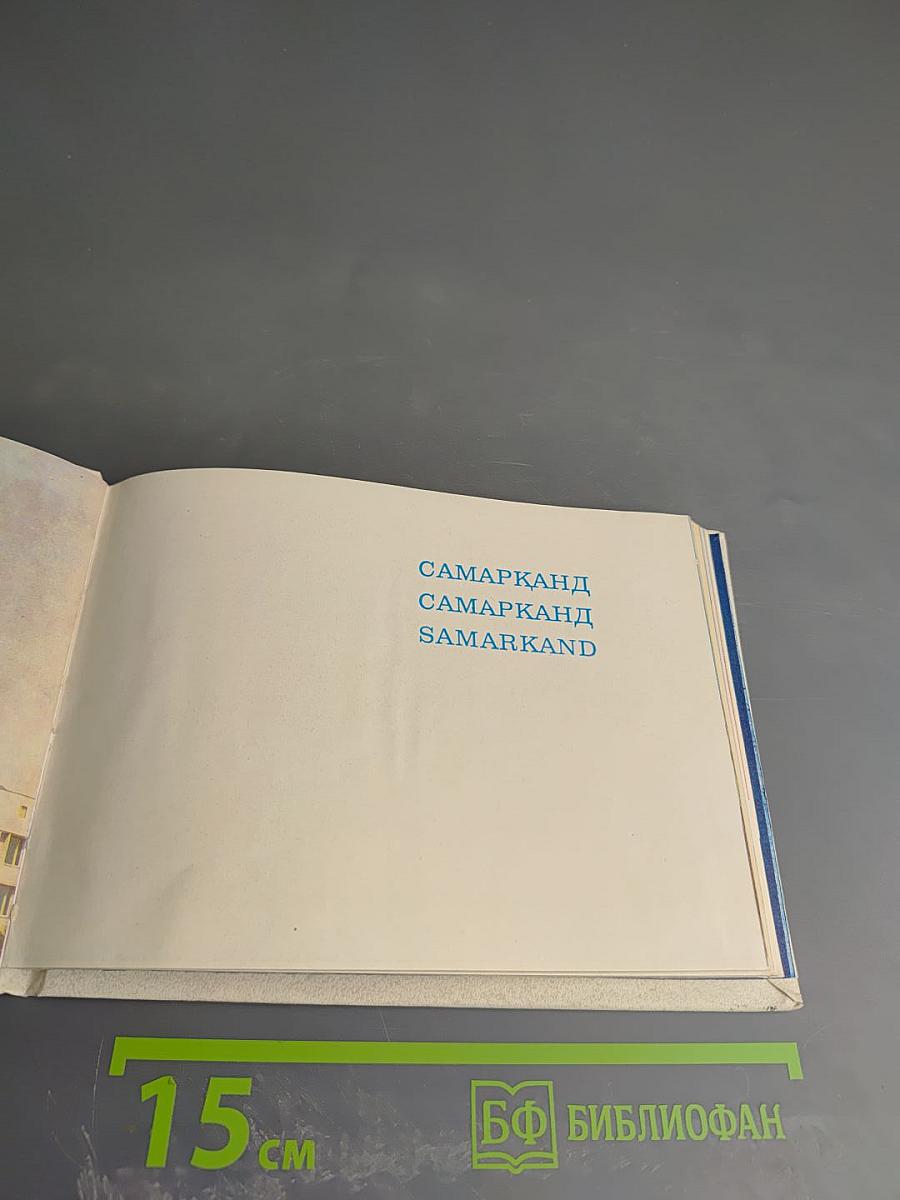 САМАРҚАНД
САМАРКАНД
SAMARKAND
15 см
БФ БИБЛИОФАН